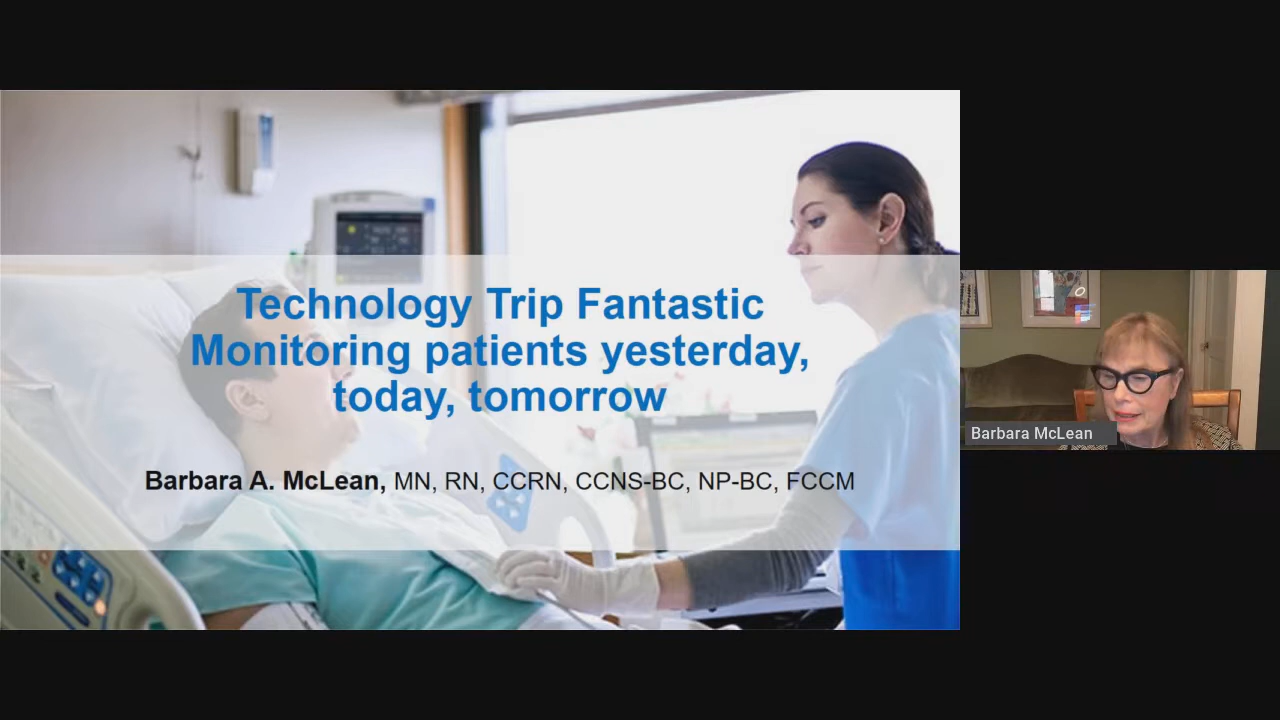 Technology Trip Fantastic
Monitoring patients yesterday,
today, tomorrow
Barbara A. McLean, MN, RN, CCRN, CCNS-BC, NP-BC, FCCM
Barbara McLean